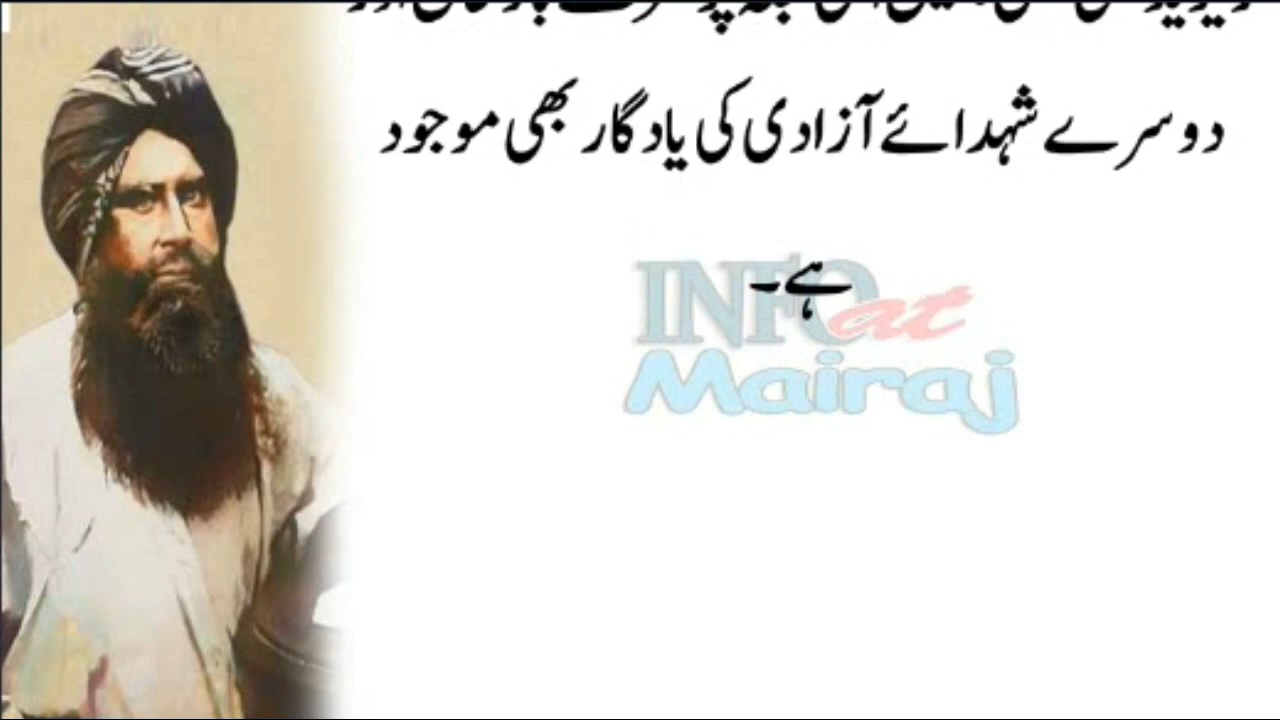 دوسرے شہدائے آزادی کی یادگار بھی موجود
ہے۔
INFO at
Mairaj